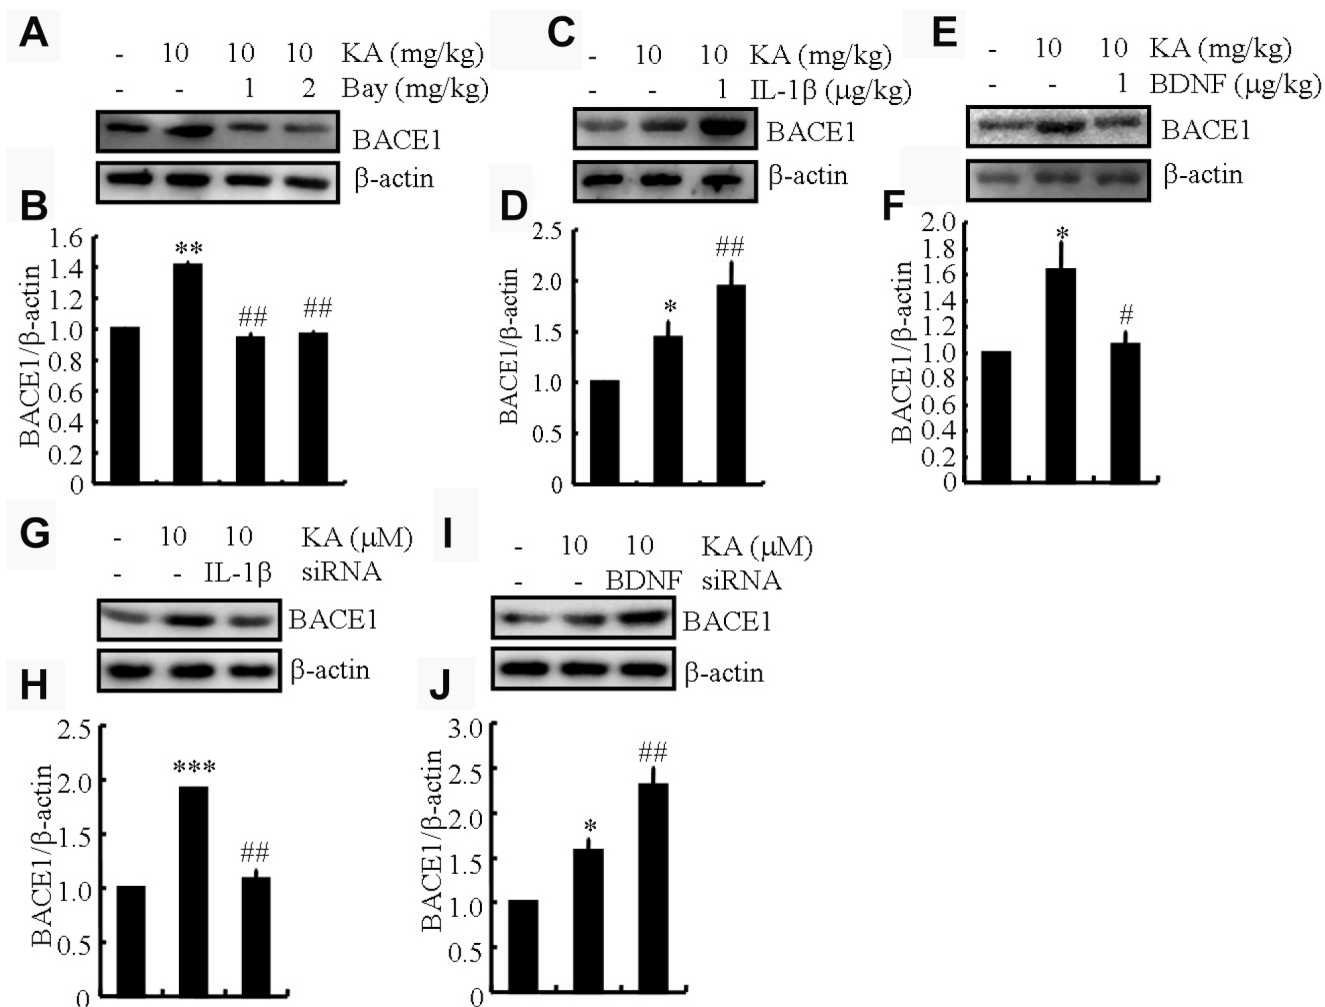 A
- 10 10 10 KA (mg/kg)
- - 1 2 Bay (mg/kg)
BACE1
β-actin
B
BACE1/β-actin
1.6
1.4
1.2
1.0
0.8
0.6
0.4
0.2
0
**
##
##
C
- 10 10 KA (mg/kg)
- - 1 IL-1β (μg/kg)
BACE1
β-actin
D
BACE1/β-actin
2.5
2.0
1.5
1.0
0.5
0
*
##
E
- 10 10 KA (mg/kg)
- - 1 BDNF (μg/kg)
BACE1
β-actin
F
BACE1/β-actin
2.0
1.8
1.6
1.4
1.2
1.0
0.8
0.6
0.4
0.2
0
*
#
G
- 10 10 KA (μM)
- - IL-1β siRNA
BACE1
β-actin
H
BACE1/β-actin
2.5
2.0
1.5
1.0
0.5
0
***
##
I
- 10 10 KA (μM)
- - BDNF siRNA
BACE1
β-actin
J
BACE1/β-actin
3.0
2.5
2.0
1.5
1.0
0.5
0
*
##